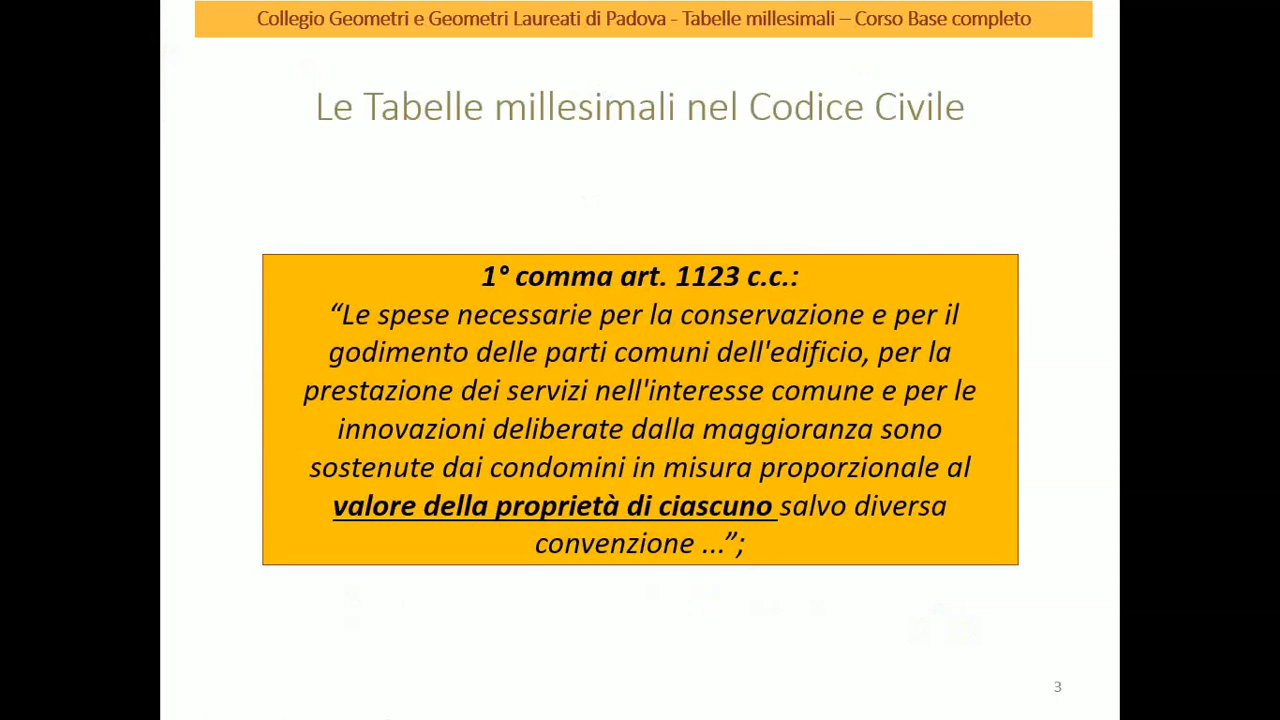 Collegio Geometri e Geometri Laureati di Padova - Tabelle millesimali – Corso Base completo
Le Tabelle millesimali nel Codice Civile
1° comma art. 1123 c.c.:
“Le spese necessarie per la conservazione e per il
godimento delle parti comuni dell'edificio, per la
prestazione dei servizi nell'interesse comune e per le
innovazioni deliberate dalla maggioranza sono
sostenute dai condomini in misura proporzionale al
valore della proprietà di ciascuno salvo diversa
convenzione ...”;
3